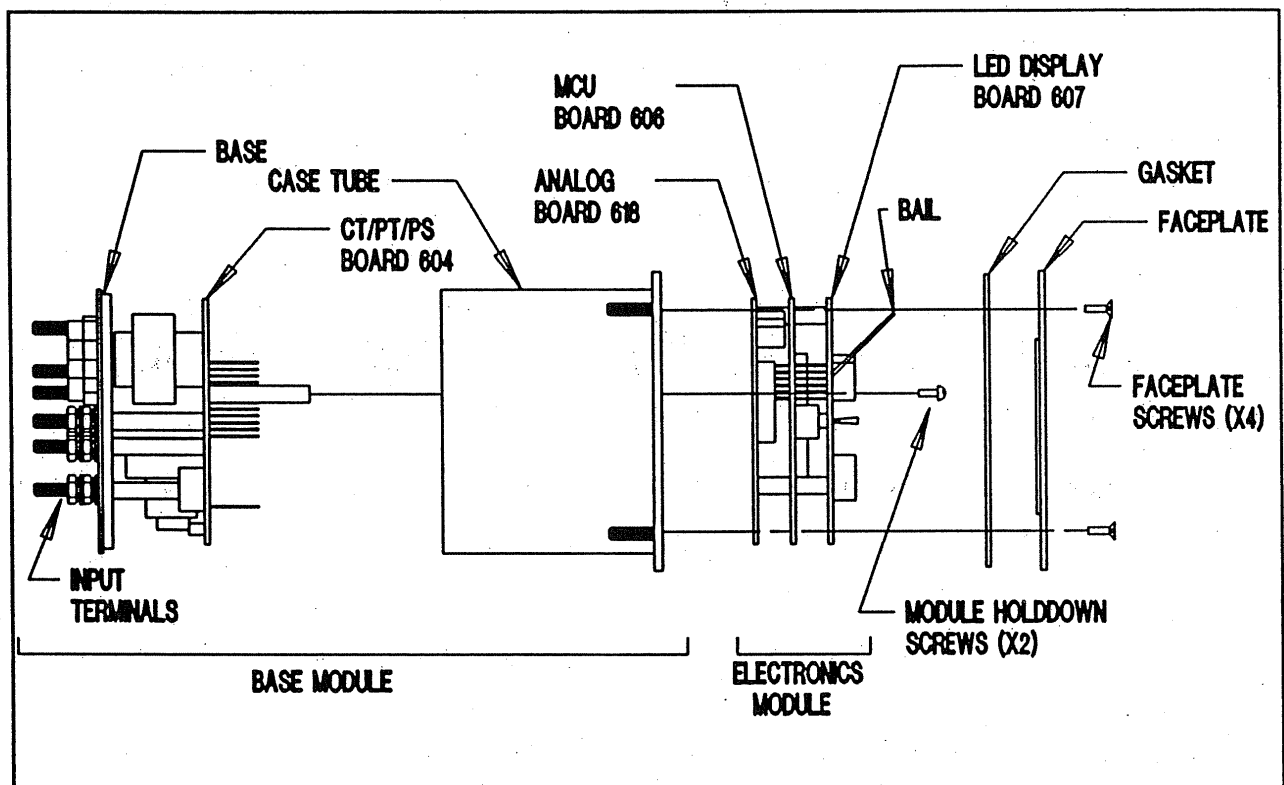 LED DISPLAY
BOARD 607
MCU
BOARD 606
BASE
CASE TUBE
ANALOG
BOARD 618
GASKET
BAIL
FACEPLATE
CT/PT/PS
BOARD 604
FACEPLATE
SCREWS (X4)
INPUT
TERMINALS
MODULE HOLDDOWN
SCREWS (X2)
BASE MODULE
ELECTRONICS
MODULE